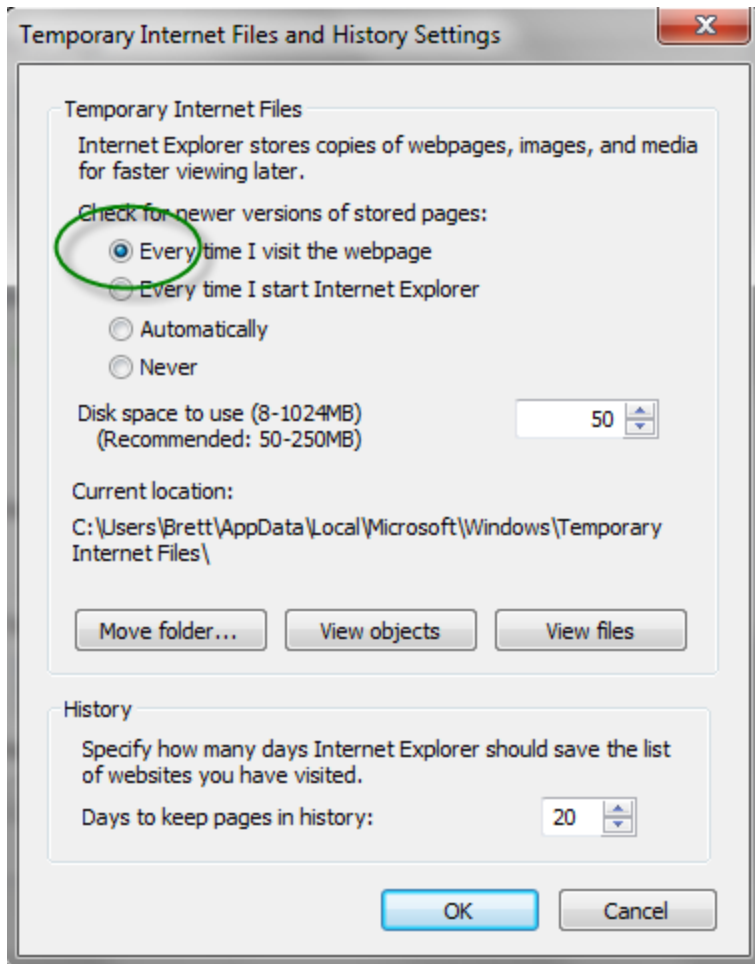 Temporary Internet Files and History Settings
Temporary Internet Files
Internet Explorer stores copies of webpages, images, and media
for faster viewing later.
Check for newer versions of stored pages:
Every time I visit the webpage
Every time I start Internet Explorer
Automatically
Never
Disk space to use (8-1024MB)
50
(Recommended: 50-250MB)
Current location:
C:\Users\Brett\AppData\Local\Microsoft\Windows\Temporary
Internet Files\
Move folder... View objects View files
History
Specify how many days Internet Explorer should save the list
of websites you have visited.
Days to keep pages in history: 20
OK Cancel